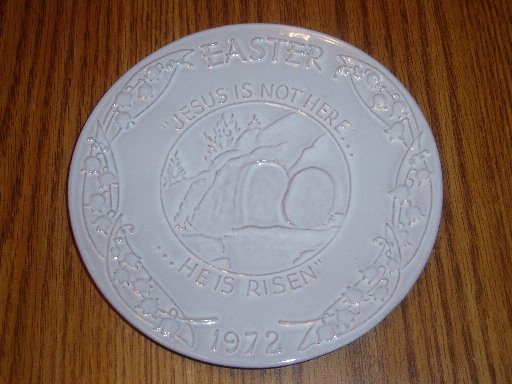 EASTER
"JESUS IS NOT HERE...
...HE IS RISEN"
1972